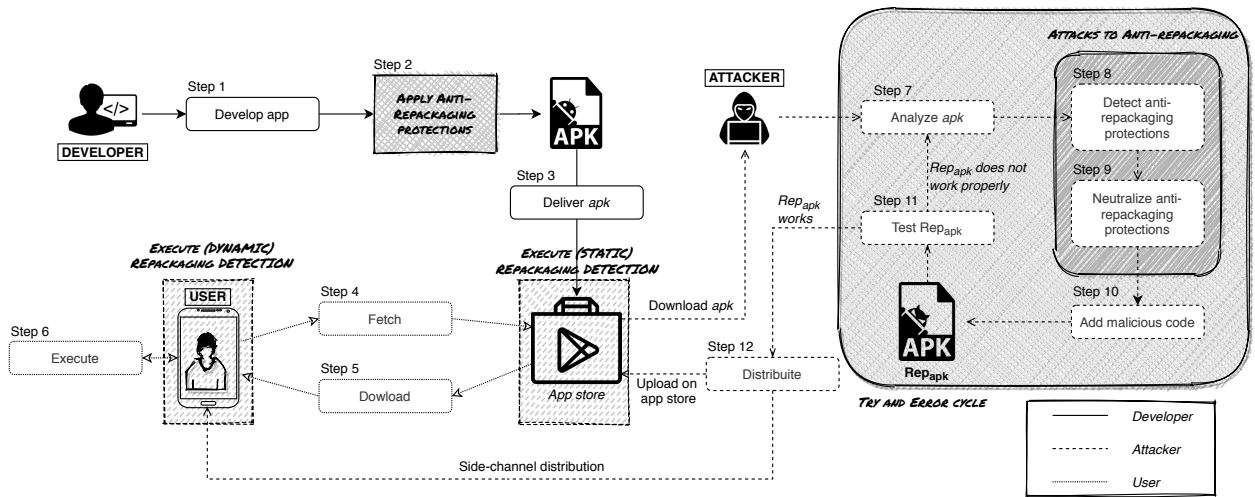 Step 1
Develop app
DEVELOPER
</>
Step 2
APPLY ANTI-
REPACKAGING
PROTECTIONS
APK
Step 3
Deliver apk
EXECUTE (STATIC)
REPACKAGING DETECTION
App store
EXECUTE (DYNAMIC)
REPACKAGING DETECTION
USER
Step 4
Fetch
Step 5
Dowload
Step 6
Execute
Download apk
ATTACKER
ATTACKS TO ANTI-REPACKAGING
Step 7
Analyze apk
Step 8
Detect anti-
repackaging
protections
Step 9
Neutralize anti-
repackaging
protections
Step 10
Add malicious code
APK
Repapk
Step 11
Test Repapk
Repapk does not
work properly
Repapk
works
Step 12
Distribuite
Upload on
app store
Side-channel distribution
TRY AND ERROR CYCLE
Developer
Attacker
User